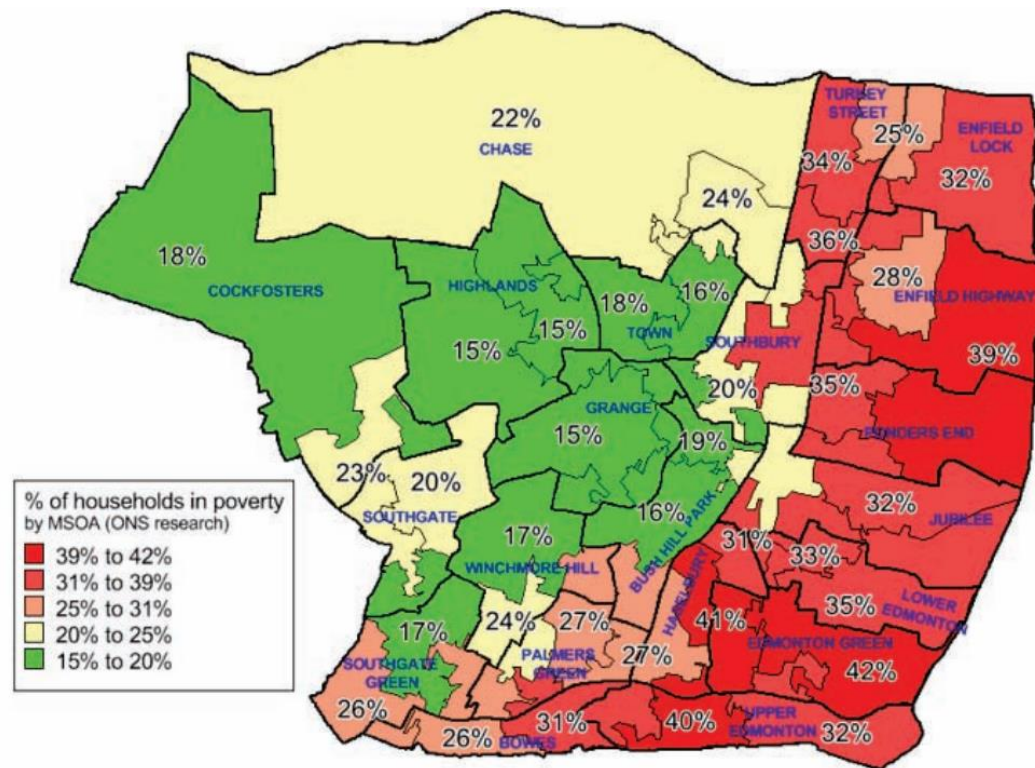 22%
CHASE
TURKEY
STREET
25%
ENFIELD
LOCK
34%
32%
24%
36%
18%
COCKFOSTERS
HIGHLANDS
16%
28%
ENFIELD HIGHWAY
18%
TOWN
15%
15%
SOUTHBURY
39%
20%
35%
GRANGE
15%
19%
PONDERS END
23%
20%
SOUTHGATE
16%
BUSH HILL PARK
32%
JUBILEE
17%
WINCHMORE HILL
31%
33%
HASELBURY
35%
LOWER
EDMONTON
17%
24%
27%
41%
EDMONTON GREEN
SOUTHGATE
GREEN
PALMERS
GREEN
27%
42%
26%
26%
BOWES
31%
40%
UPPER
EDMONTON
32%
% of households in poverty
by MSOA (ONS research)
39% to 42%
31% to 39%
25% to 31%
20% to 25%
15% to 20%